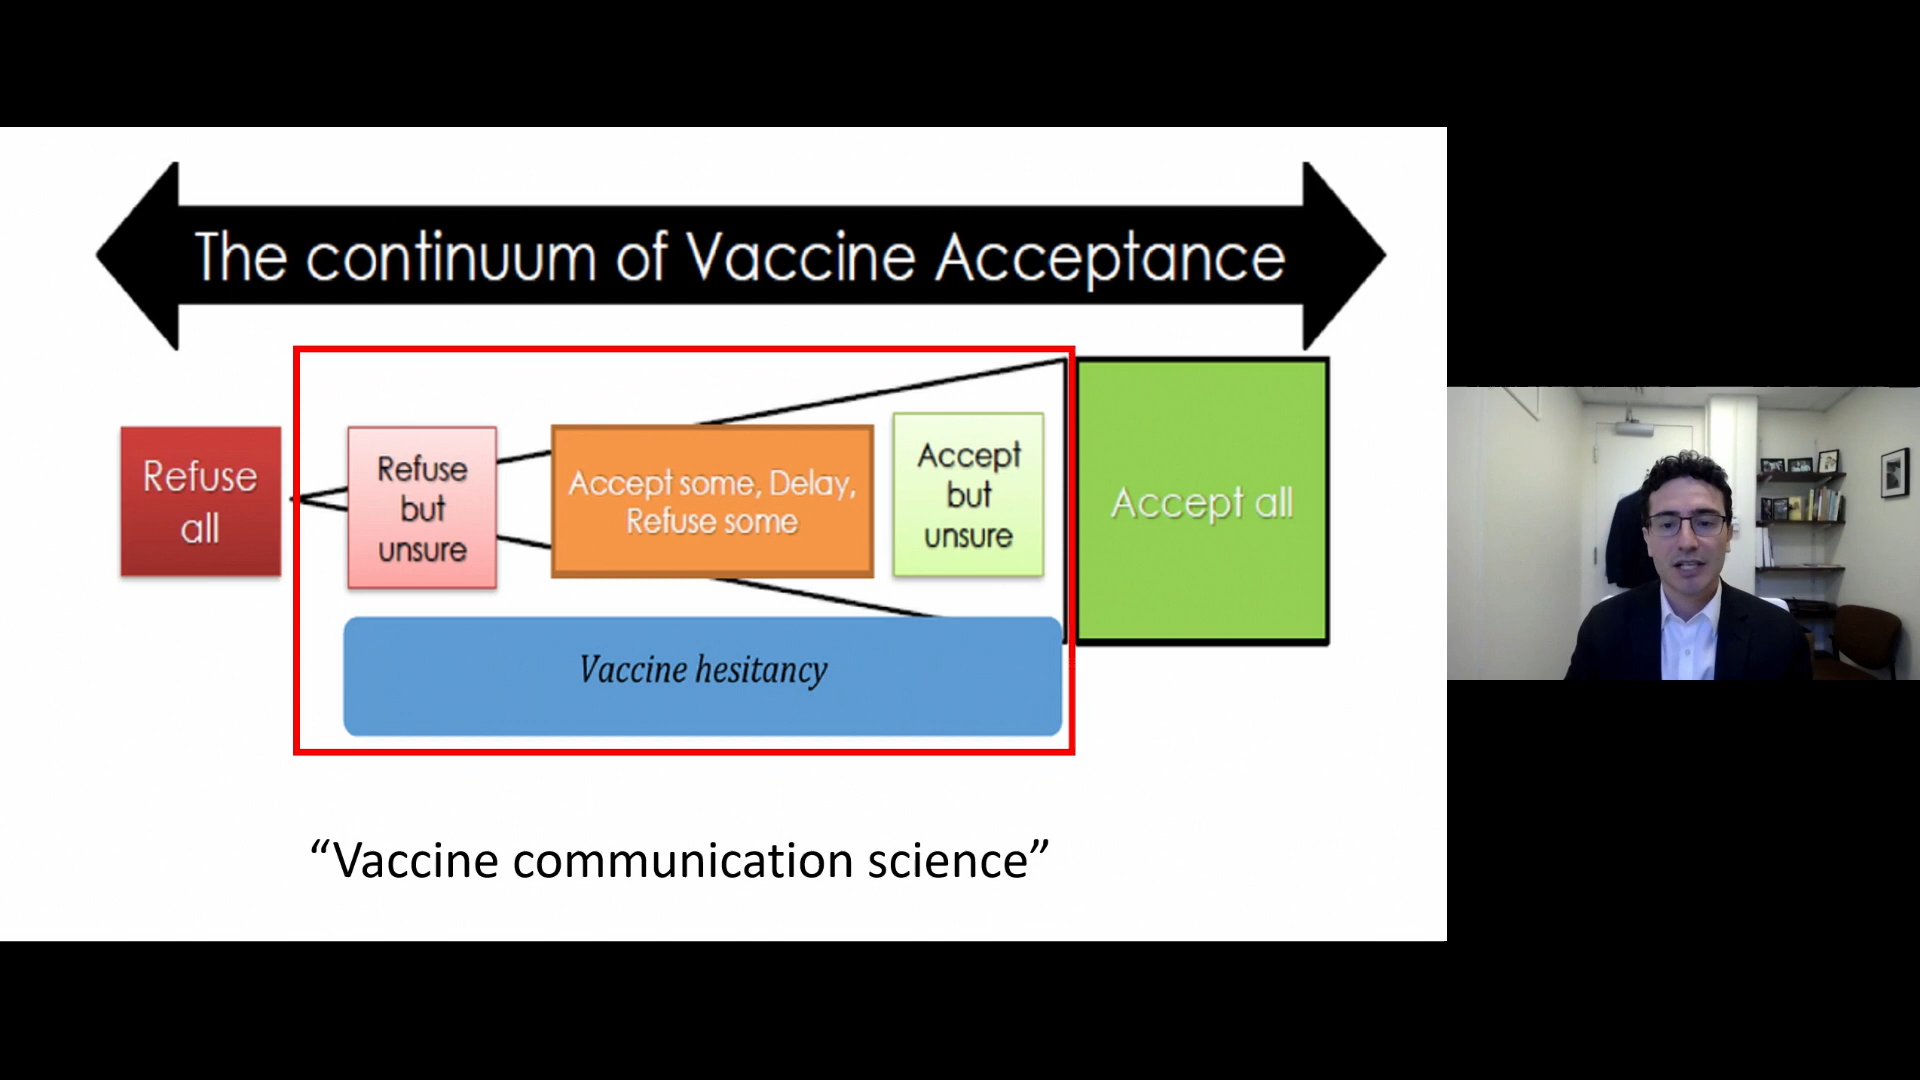 The continuum of Vaccine Acceptance
Refuse
all
Refuse
but
unsure
Accept some, Delay,
Refuse some
Accept
but
unsure
Accept all
Vaccine hesitancy
“Vaccine communication science”